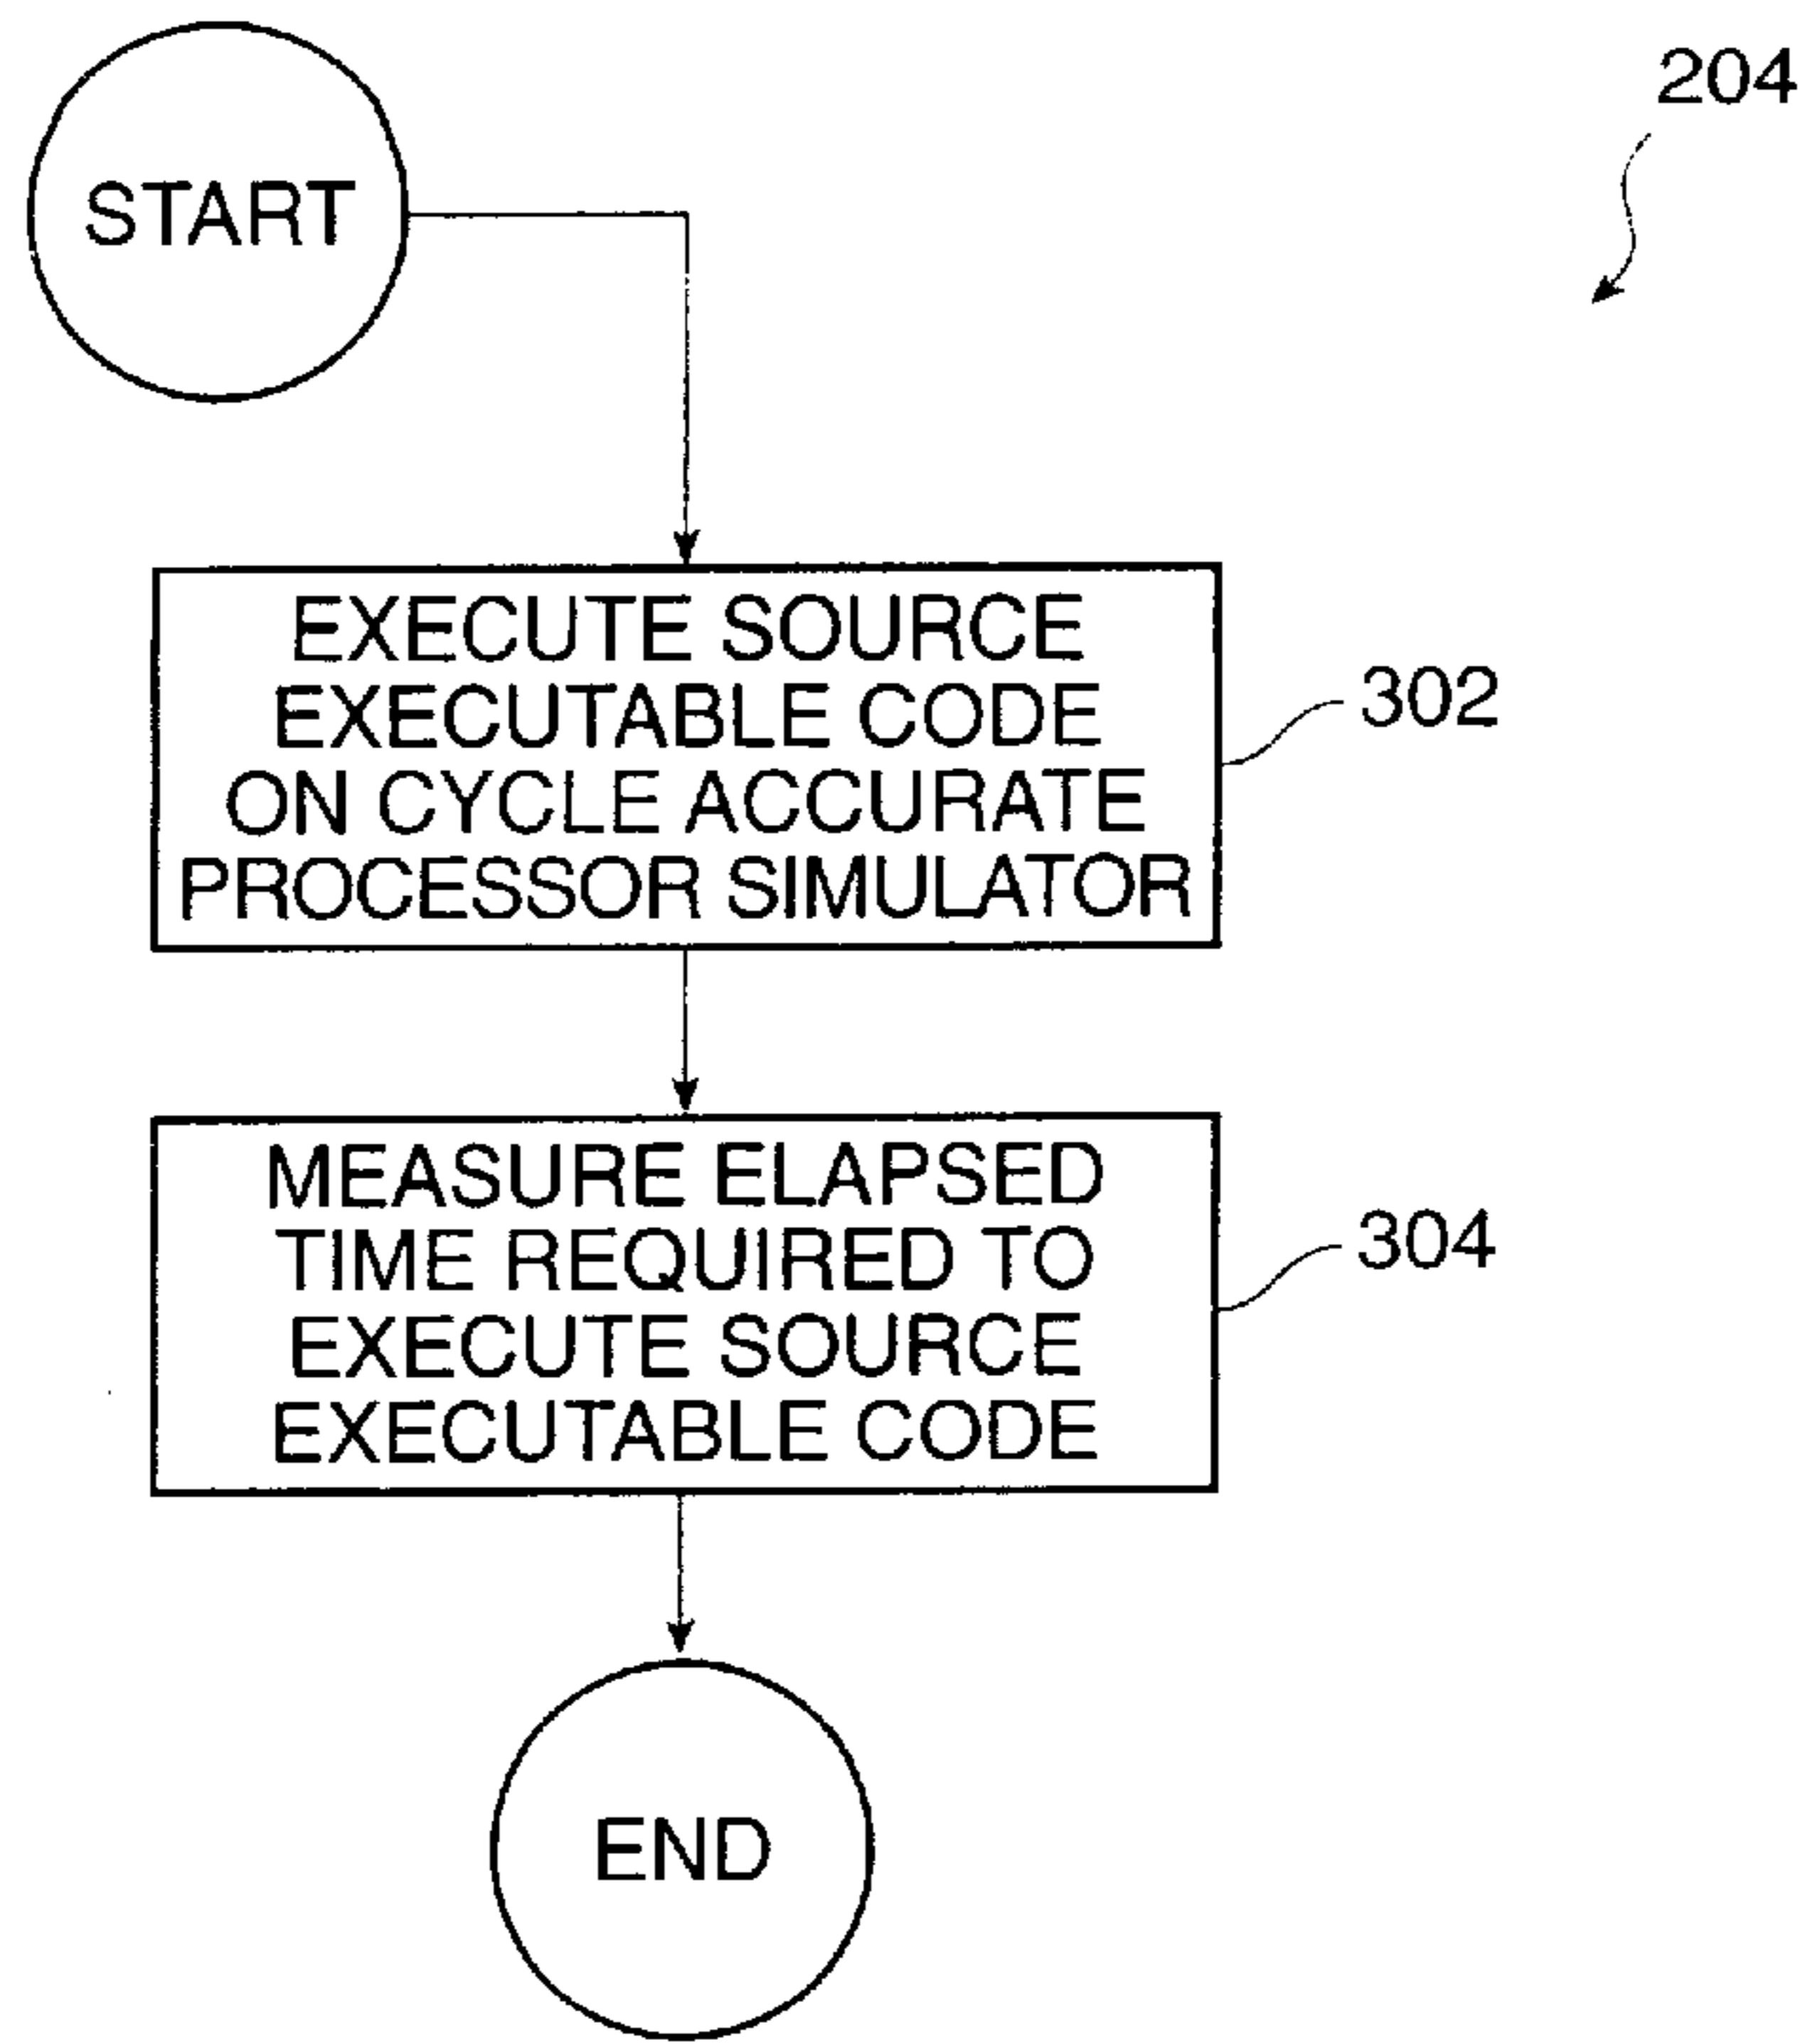 204
START
EXECUTE SOURCE
EXECUTABLE CODE
ON CYCLE ACCURATE
PROCESSOR SIMULATOR
302
MEASURE ELAPSED
TIME REQUIRED TO
EXECUTE SOURCE
EXECUTABLE CODE
304
END